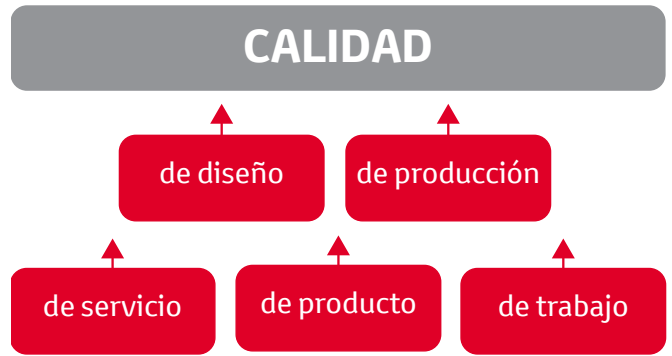 CALIDAD
de diseño
de producción
de servicio
de producto
de trabajo